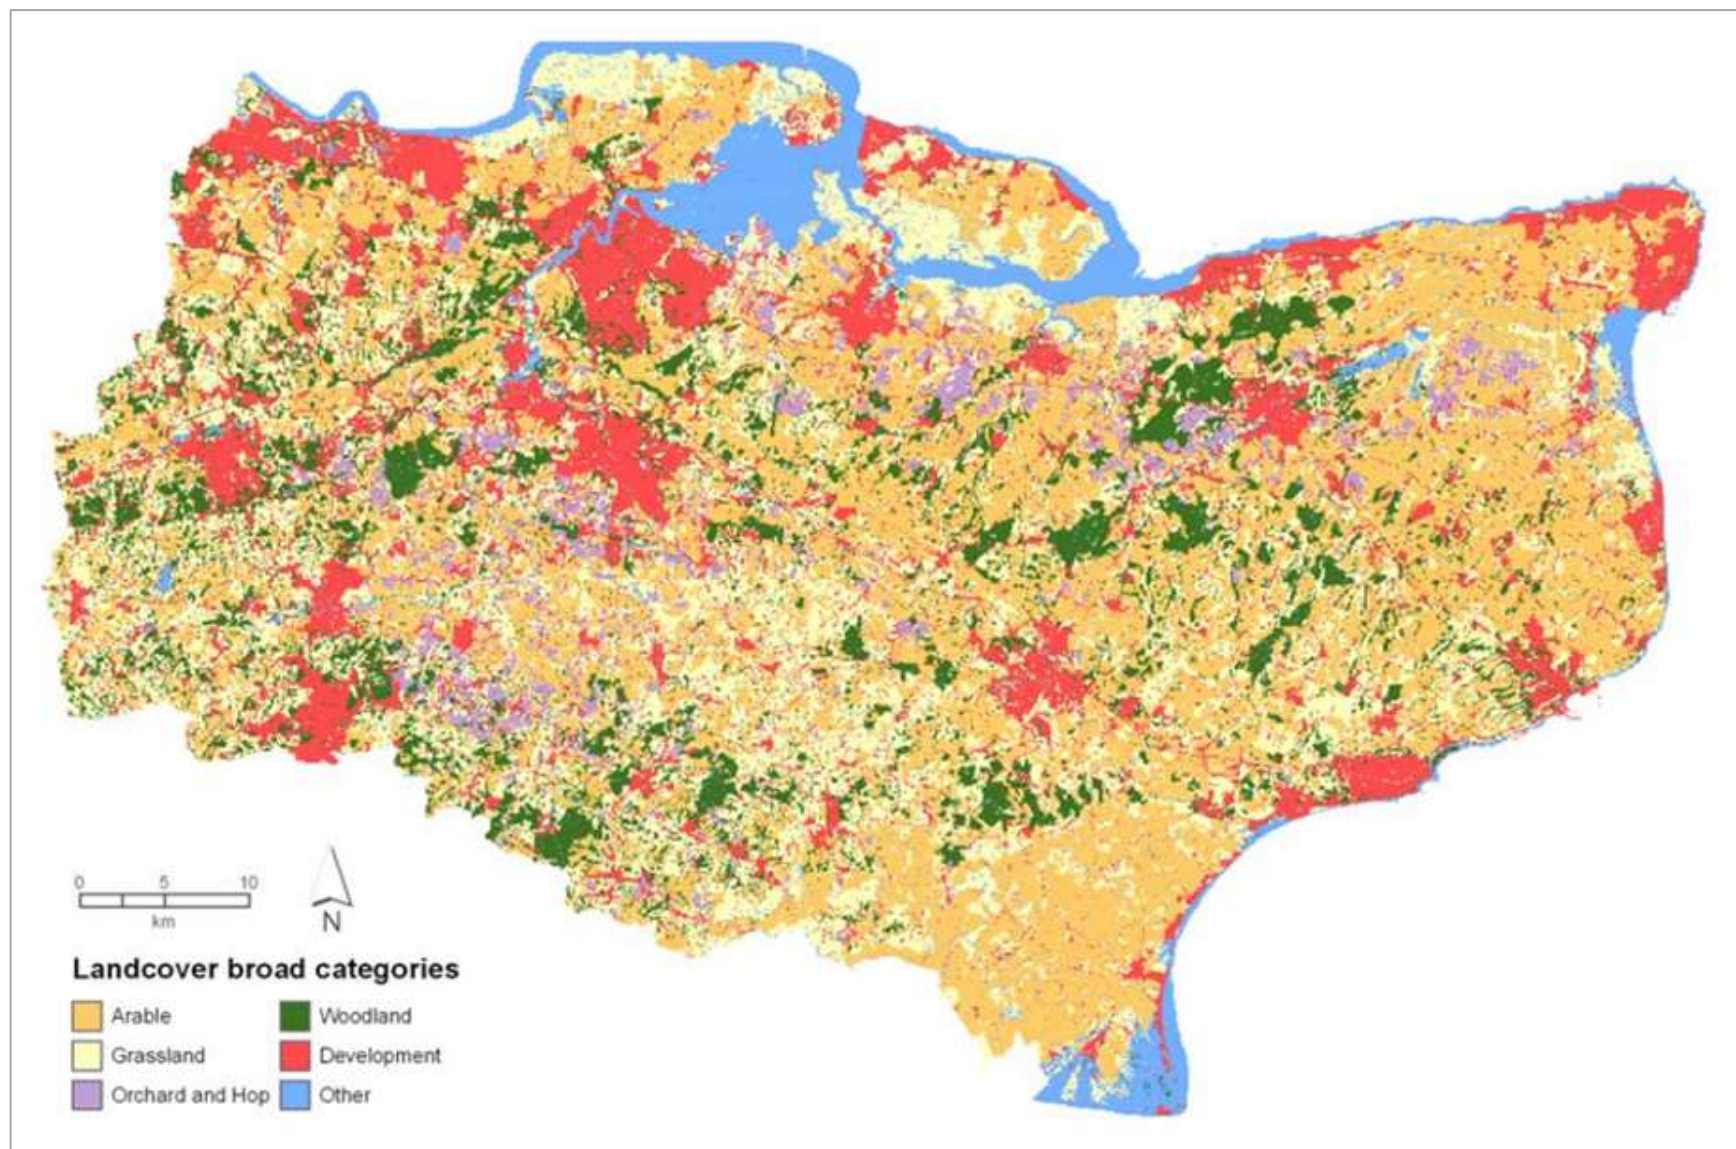 0 5 10
km
N
Landcover broad categories
Arable
Woodland
Grassland
Development
Orchard and Hop
Other